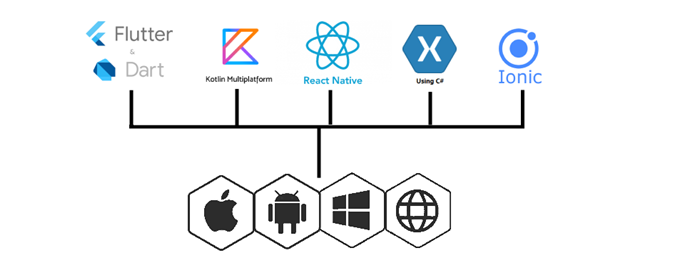 Flutter
&
Dart
Kotlin Multiplatform
React Native
Using C#
Ionic